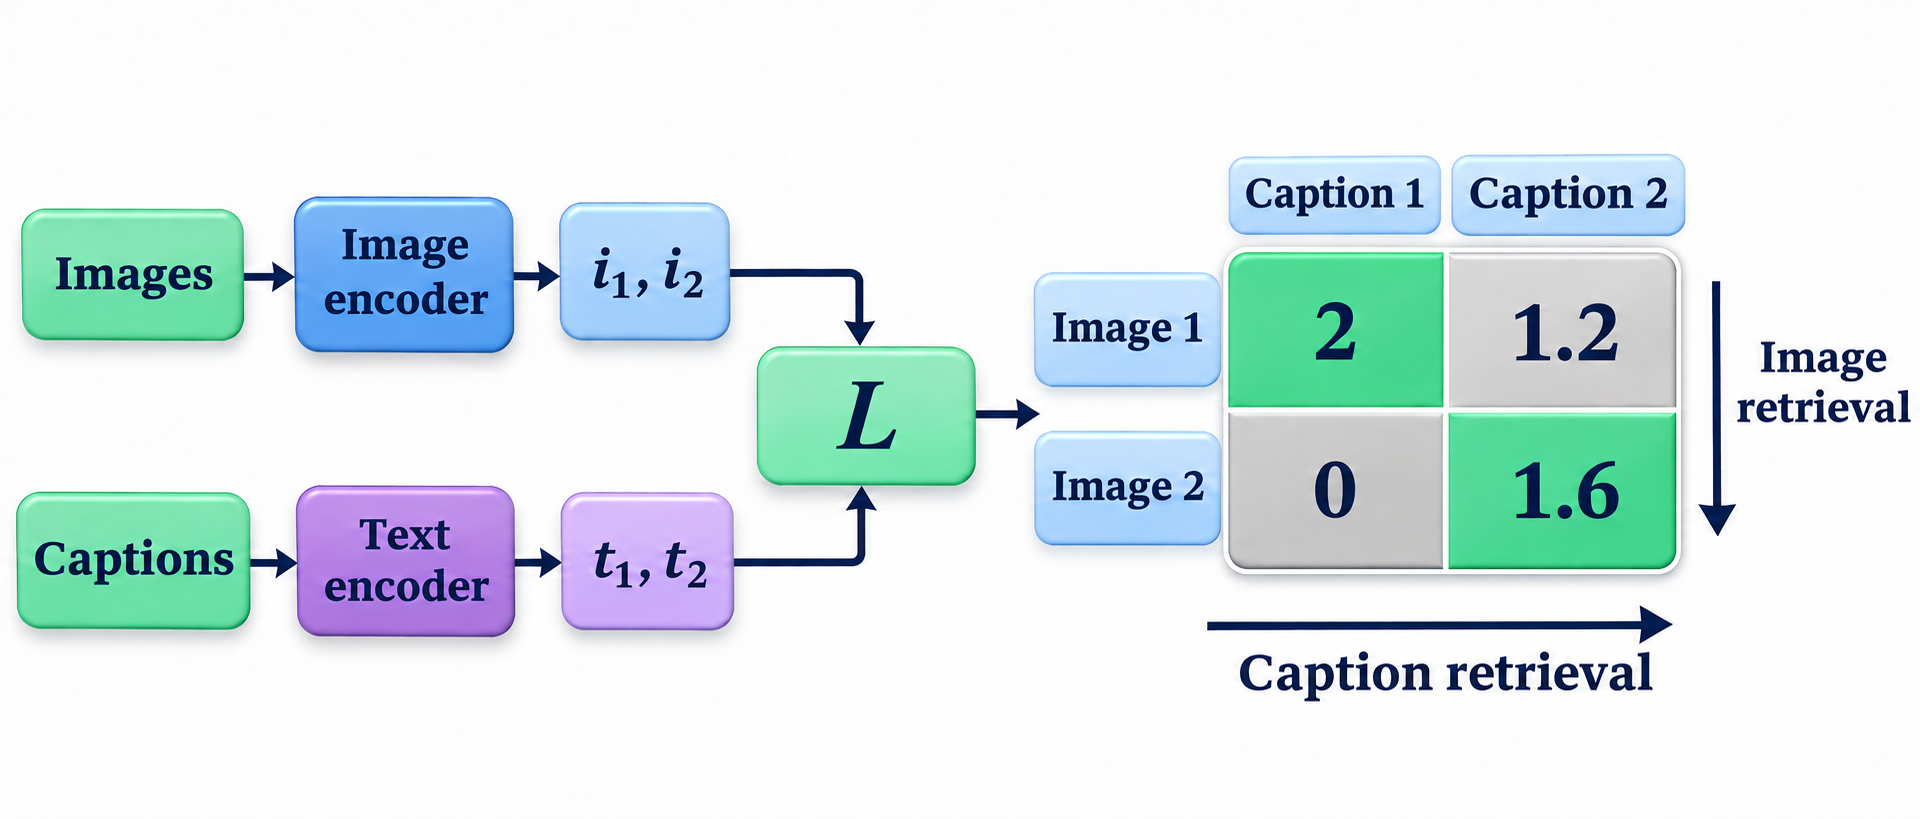 Images
Image
encoder
i₁, i₂
Captions
Text
encoder
t₁, t₂
L
Caption 1
Caption 2
Image 1
2
1.2
Image 2
0
1.6
Image
retrieval
Caption retrieval